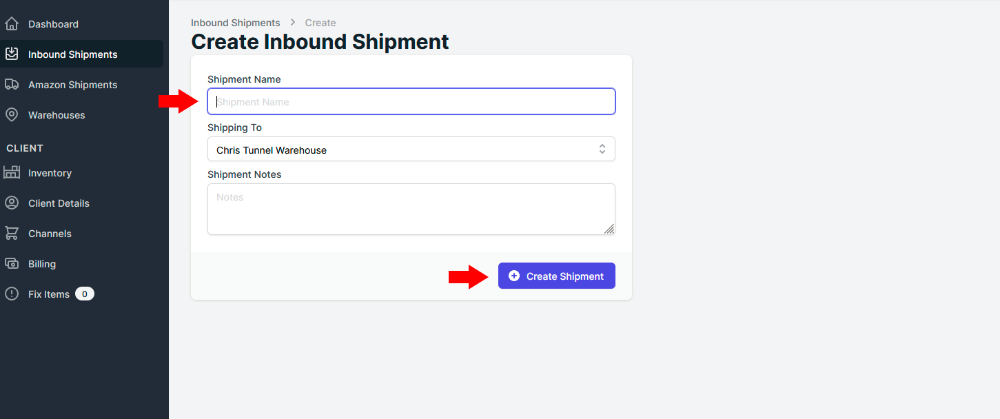 Dashboard
Inbound Shipments
Amazon Shipments
Warehouses
CLIENT
Inventory
Client Details
Channels
Billing
Fix Items 0
Inbound Shipments > Create
Create Inbound Shipment
Shipment Name
Shipment Name
Shipping To
Chris Tunnel Warehouse
Shipment Notes
Notes
Create Shipment